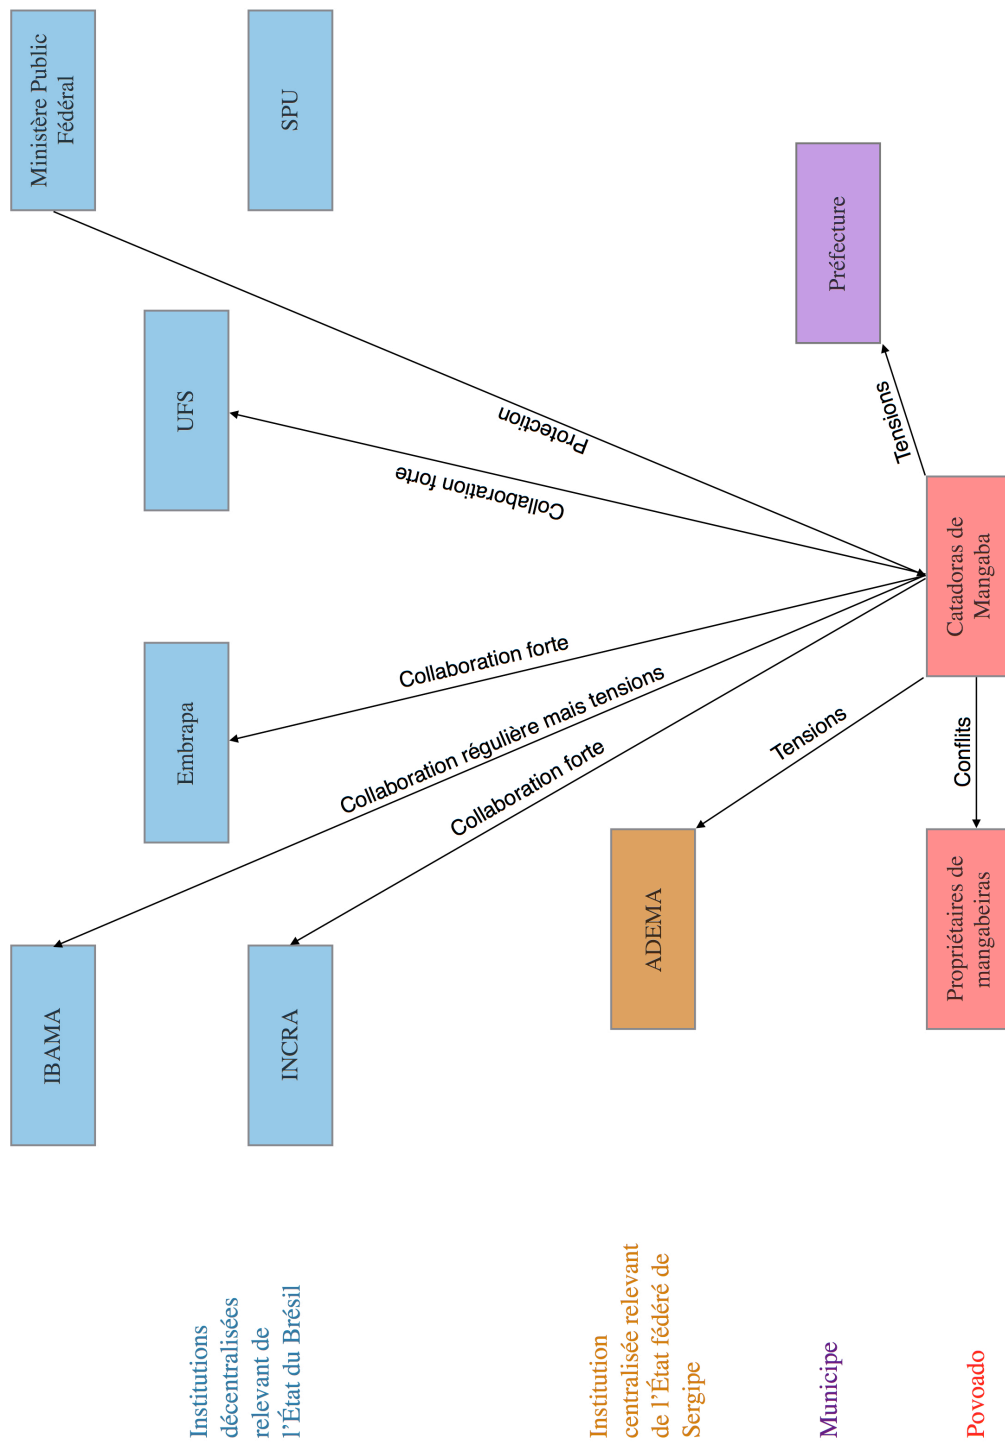 Institutions
décentralisées
relevant de
l'État du Brésil
IBAMA
INCRA
Embrapa
UFS
Ministère Public
Fédéral
SPU
Collaboration régulière mais tensions
Collaboration forte
Collaboration forte
Collaboration forte
Protection
Institution
centralisée relevant
de l'État fédéré de
Sergipe
ADEMA
Tensions
Municipe
Préfecture
Tensions
Povoado
Propriétaires de
mangabeiras
Conflits
Catadoras de
Mangaba